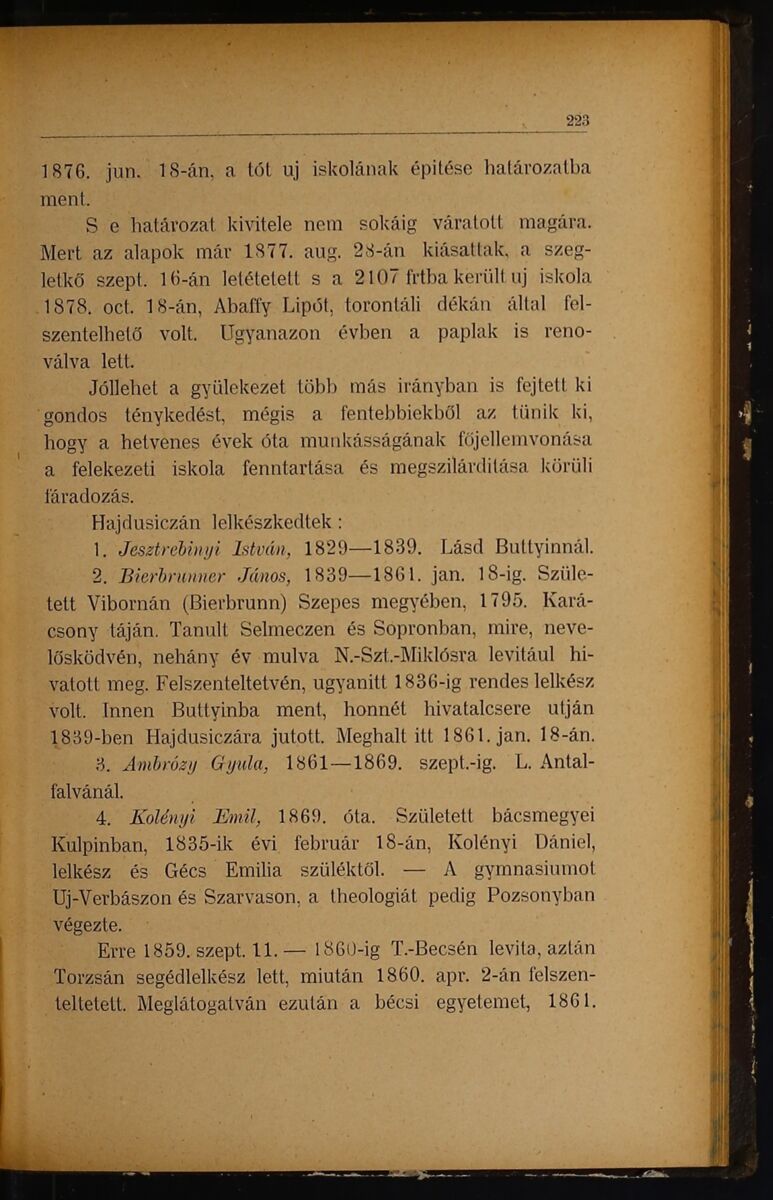 223
1876. jun. 18-án, a tót uj iskolának épitése határozatba
ment.
S e határozat kivitele nem sokáig váratott magára.
Mert az alapok már 1877. aug. 28-án kiásattak, a szeg-
letkő szept. 16-án letétetett s a 2107 frtba került uj iskola
1878. oct. 18-án, Abaffy Lipót, torontáli dékán által fel-
szentelhető volt. Ugyanazon évben a paplak is reno-
válva lett.
Jóllehet a gyülekezet több más irányban is fejtett ki
gondos ténykedést, mégis a fentebbiekből az tünik ki,
hogy a hetvenes évek óta munkásságának főjellemvonása
a felekezeti iskola fenntartása és megszilárditása körüli
fáradozás.
Hajdusiczán lelkészkedtek :
1. Jesztrebinyi István, 1829—1839. Lásd Buttyinnál.
2. Bierbrunner János, 1839—1861. jan. 18-ig. Szüle-
tett Vibornán (Bierbrunn) Szepes megyében, 1795. Kará-
csony táján. Tanult Selmeczen és Sopronban, mire, neve-
lősködvén, nehány év mulva N.-Szt.-Miklósra levitául hi-
vatott meg. Felszenteltetvén, ugyanitt 1836-ig rendes lelkész
volt. Innen Buttyinba ment, honnét hivatalcsere utján
1839-ben Hajdusiczára jutott. Meghalt itt 1861. jan. 18-án.
3. Ambrózy Gyula, 1861—1869. szept.-ig. L. Antal-
falvánál.
4. Kolényi Emil, 1869. óta. Született bácsmegyei
Kulpinban, 1835-ik évi február 18-án, Kolényi Dániel,
lelkész és Gécs Emilia szüléktől. — A gymnasiumot
Uj-Verbászon és Szarvason, a theologiát pedig Pozsonyban
végezte.
Erre 1859. szept. 11. — 1860-ig T.-Becsén levita, aztán
Torzsán segédlelkész lett, miután 1860. apr. 2-án felszen-
teltetett. Meglátogatván ezután a bécsi egyetemet, 1861.